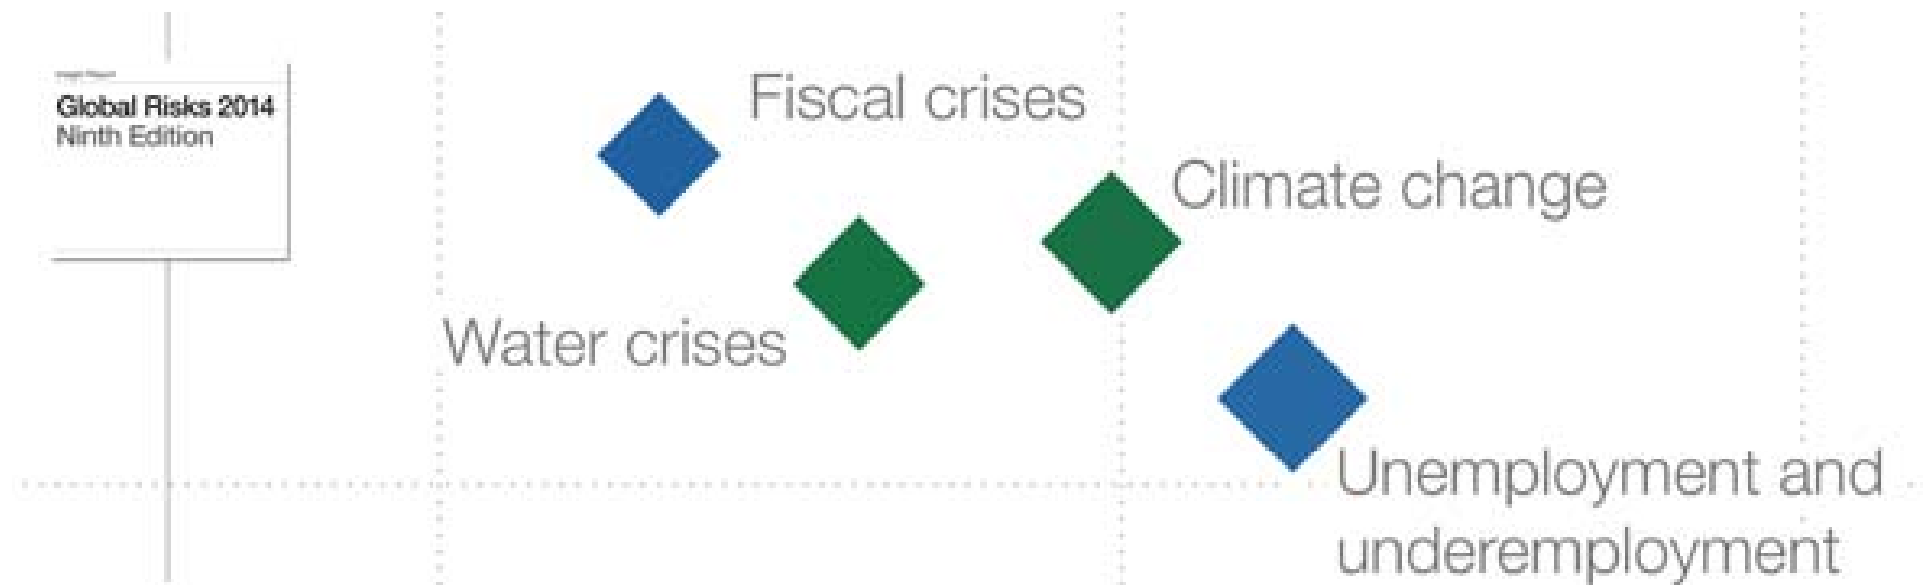 Global Risks 2014
Ninth Edition
Fiscal crises
Climate change
Water crises
Unemployment and
underemployment